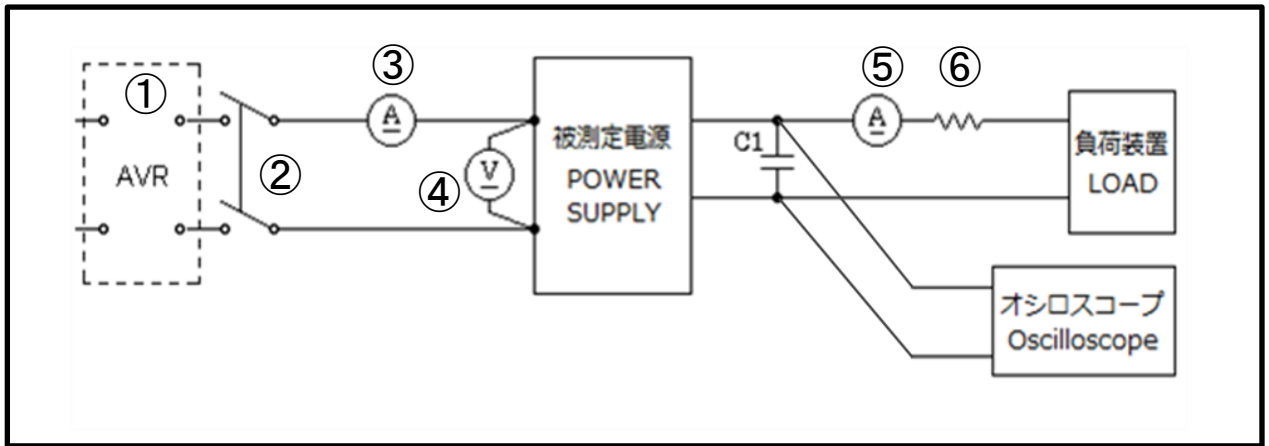 ①
AVR
②
③
A
④
V
被測定電源
POWER
SUPPLY
C1
⑤
A
⑥
負荷装置
LOAD
オシロスコープ
Oscilloscope